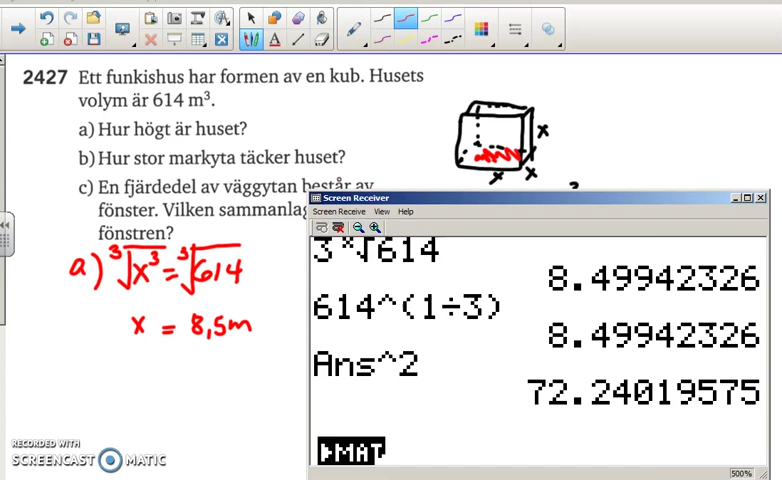 2427 Ett funkishus har formen av en kub. Husets
volym är 614 m³.
a) Hur högt är huset?
b) Hur stor markyta täcker huset?
c) En fjärdedel av väggytan består av
fönster. Vilken sammanlag
fönstren?
x
x
x
a) ³√x³ = ³√614
x = 8,5m
Screen Receiver
Screen Receive View Help
3ˣ√614
8.49942326
614^(1÷3)
8.49942326
Ans^2
72.24019575
▶MAT
500%
RECORDED WITH
SCREENCAST MATIC